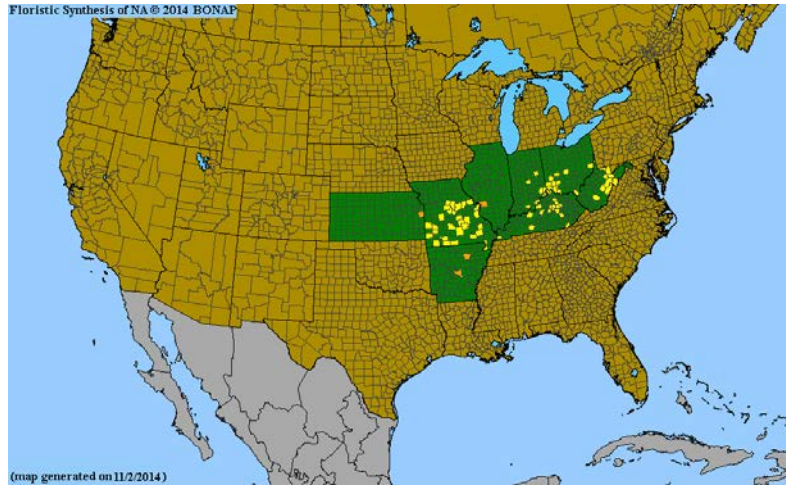 Floristic Synthesis of NA © 2014 BONAP
(map generated on 11/2/2014)